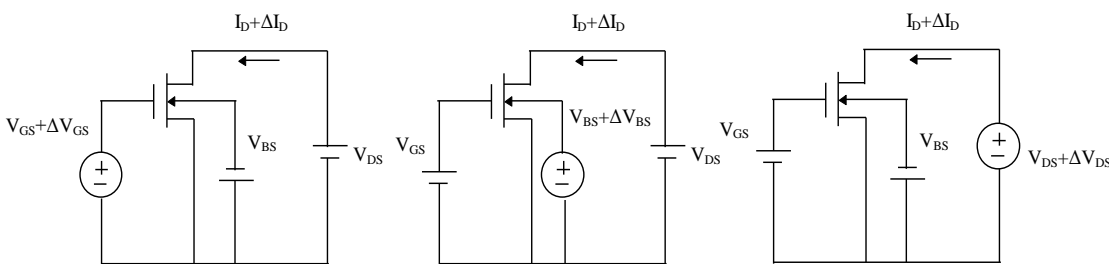 I_D+ΔI_D
V_GS+ΔV_GS
+
−
V_BS
V_DS
I_D+ΔI_D
V_GS
V_BS+ΔV_BS
+
−
V_DS
I_D+ΔI_D
V_GS
V_BS
+
−
V_DS+ΔV_DS